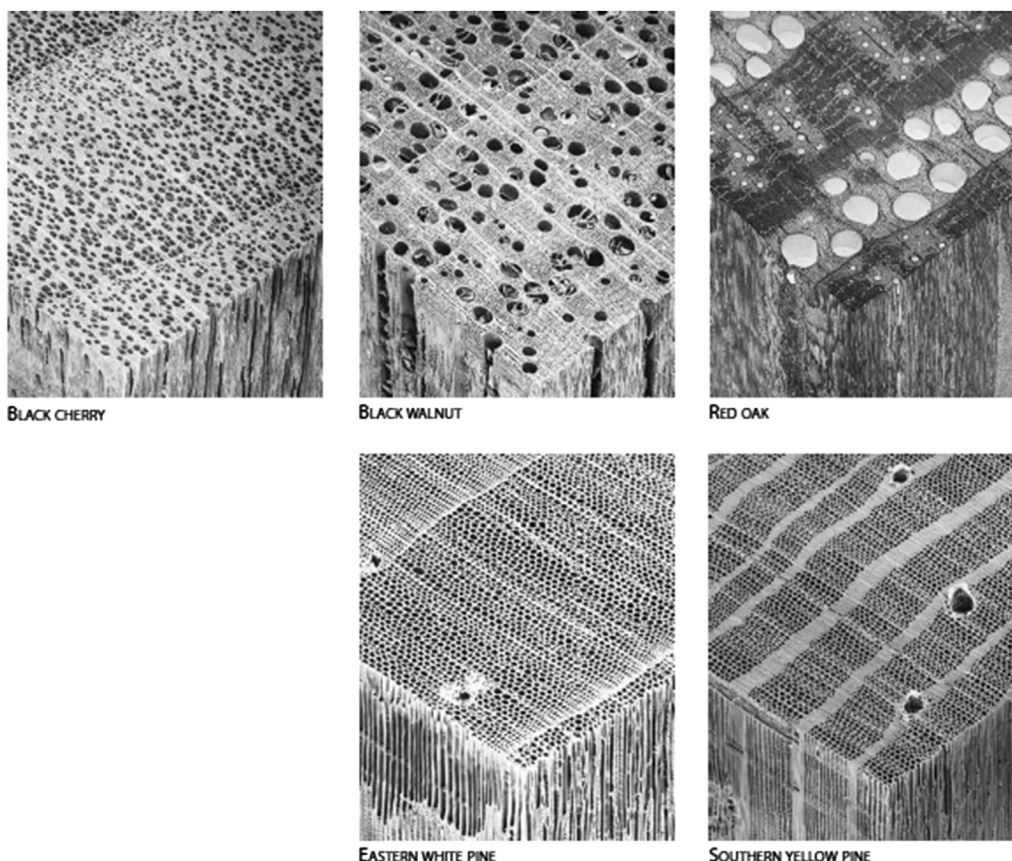 BLACK CHERRY
BLACK WALNUT
RED OAK
EASTERN WHITE PINE
SOUTHERN YELLOW PINE